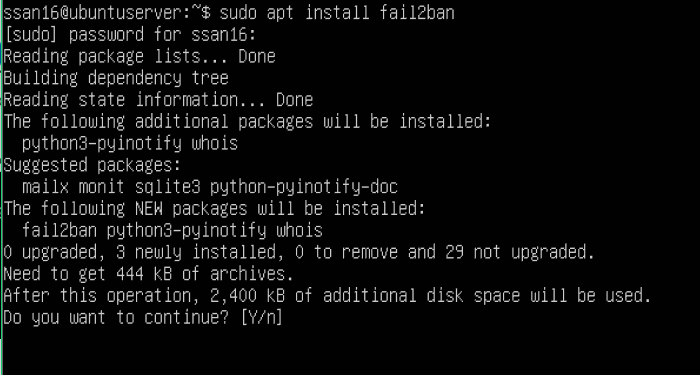 ssan16@ubuntuserver:~$ sudo apt install fail2ban
[sudo] password for ssan16:
Reading package lists... Done
Building dependency tree
Reading state information... Done
The following additional packages will be installed:
  python3-pyinotify whois
Suggested packages:
  mailx monit sqlite3 python-pyinotify-doc
The following NEW packages will be installed:
  fail2ban python3-pyinotify whois
0 upgraded, 3 newly installed, 0 to remove and 29 not upgraded.
Need to get 444 kB of archives.
After this operation, 2,400 kB of additional disk space will be used.
Do you want to continue? [Y/n]